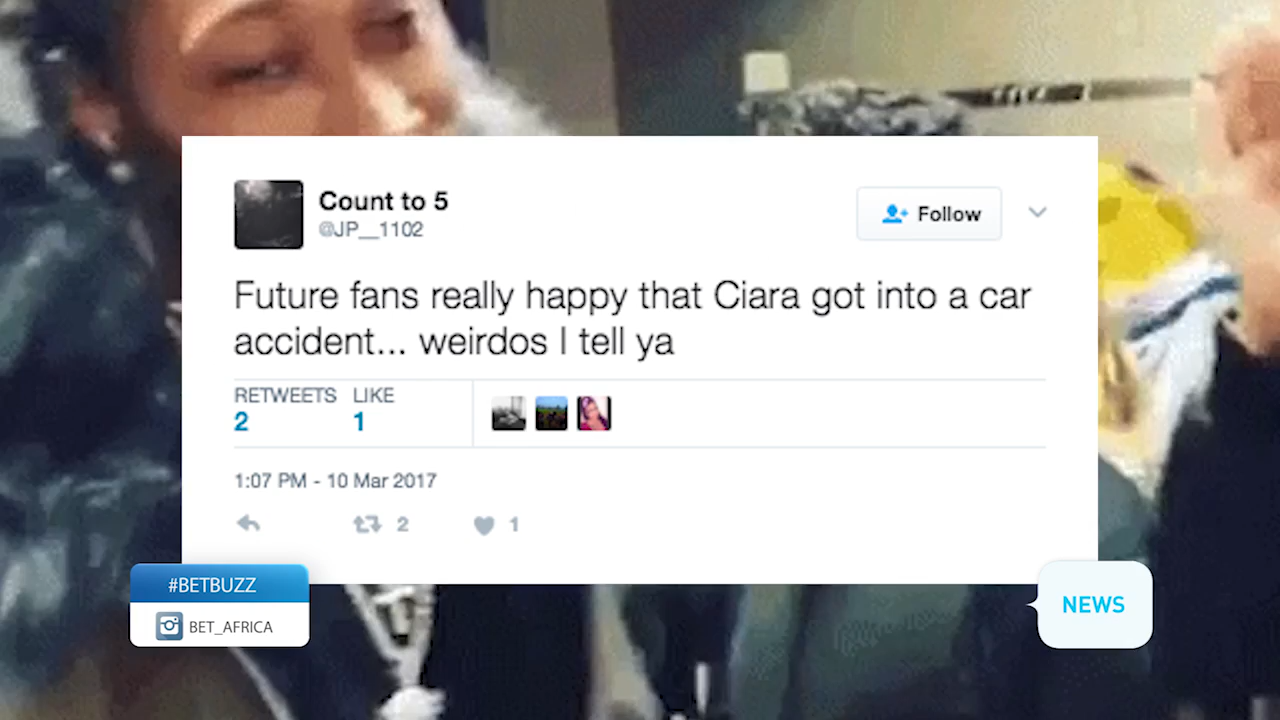 Count to 5
@JP__1102
Follow
Future fans really happy that Ciara got into a car
accident... weirdos I tell ya
RETWEETS LIKE
2 1
1:07 PM - 10 Mar 2017
2 1
#BETBUZZ
BET_AFRICA
NEWS